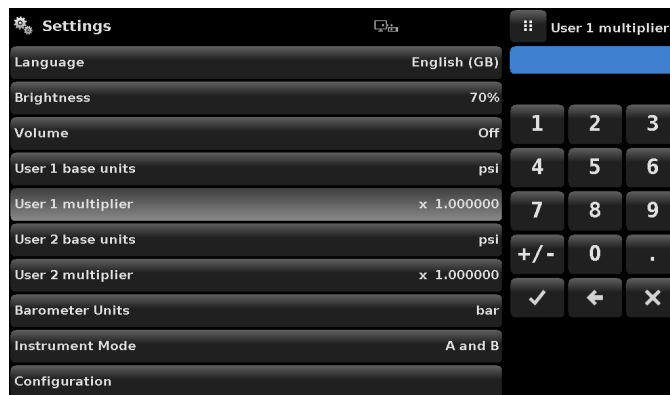 Settings
User 1 multiplier
Language English (GB)
Brightness 70%
Volume Off
User 1 base units psi
User 1 multiplier x 1.000000
User 2 base units psi
User 2 multiplier x 1.000000
Barometer Units bar
Instrument Mode A and B
Configuration
1 2 3
4 5 6
7 8 9
+/- 0 .